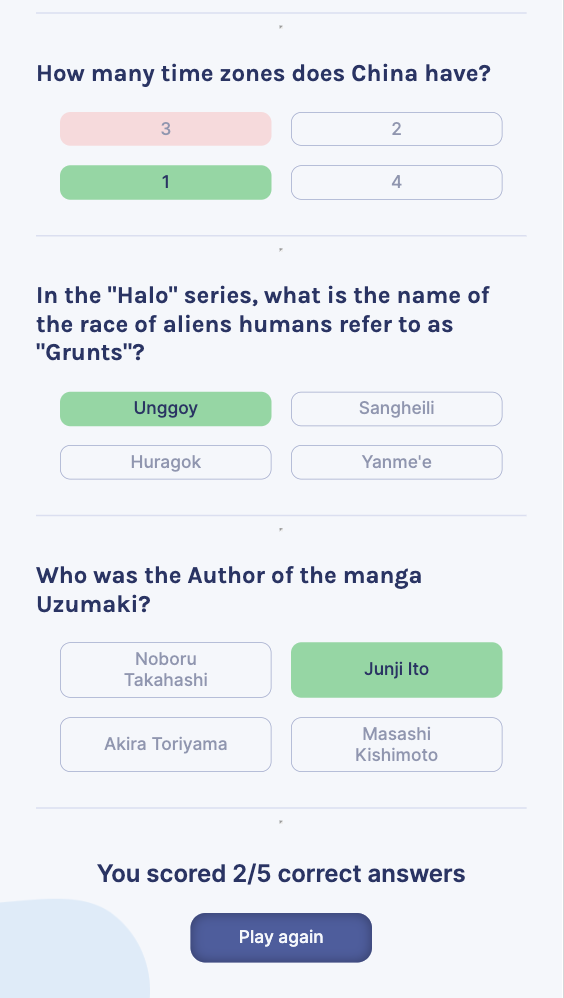 How many time zones does China have?
3
2
1
4
In the "Halo" series, what is the name of
the race of aliens humans refer to as
"Grunts"?
Unggoy
Sangheili
Huragok
Yanme'e
Who was the Author of the manga
Uzumaki?
Noboru
Takahashi
Junji Ito
Akira Toriyama
Masashi
Kishimoto
You scored 2/5 correct answers
Play again